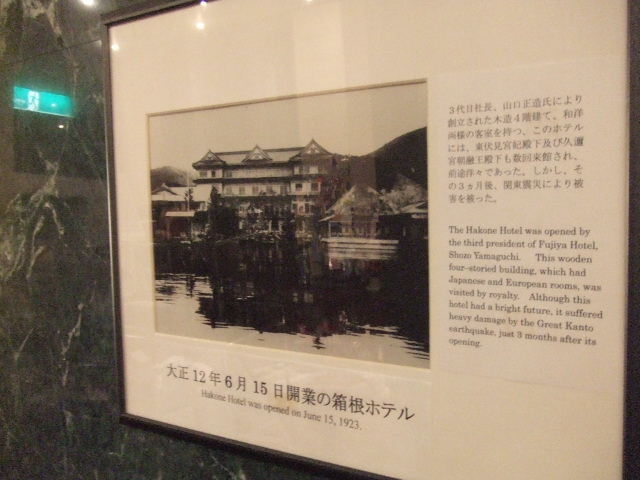 3代目社長、山口正造氏により
創立された木造4階建て、和洋
両様の客室を持つ、このホテル
には、東伏見宮妃殿下及び久邇
宮朝融王殿下も数回来館され、
前途洋々であった。しかし、そ
の3ヵ月後、関東震災により被
害を被った。
The Hakone Hotel was opened by
the third president of Fujiya Hotel,
Shozo Yamaguchi. This wooden
four-storied building, which had
Japanese and European rooms, was
visited by royalty. Although this
hotel had a bright future, it suffered
heavy damage by the Great Kanto
earthquake, just 3 months after its
opening.
大正12年6月15日開業の箱根ホテル
Hakone Hotel was opened on June 15, 1923.